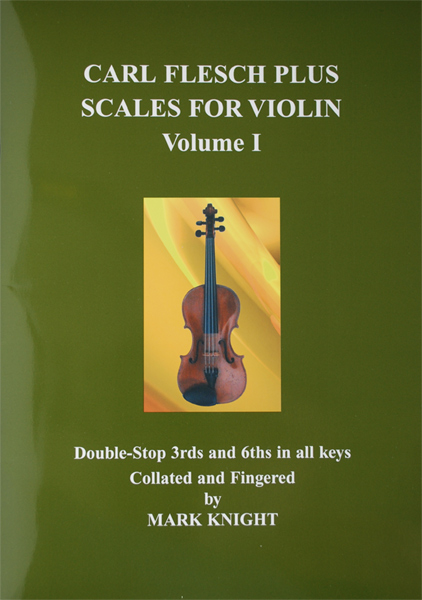 CARL FLESCH PLUS
SCALES FOR VIOLIN
Volume I
Double-Stop 3rds and 6ths in all keys
Collated and Fingered
by
MARK KNIGHT